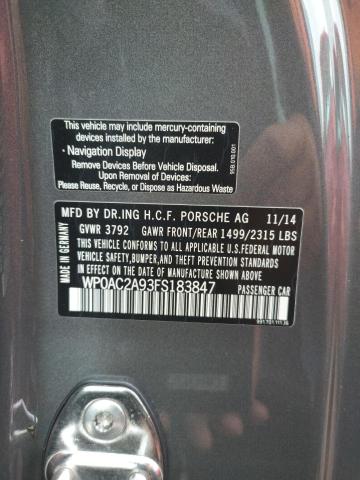 This vehicle may include mercury-containing
devices installed by the manufacturer:
• Navigation Display
Remove Devices Before Vehicle Disposal.
Upon Removal of Devices:
Please Reuse, Recycle, or Dispose as Hazardous Waste
958.010.001
MFD BY DR.ING H.C.F. PORSCHE AG 11/14
GVWR 3792 GAWR FRONT/REAR 1499/2315 LBS
THIS VEHICLE CONFORMS TO ALL APPLICABLE U.S.FEDERAL MOTOR
VEHICLE SAFETY,BUMPER,AND THEFT PREVENTION STANDARDS
IN EFFECT ON THE DATE OF MANUFACTURE SHOWN ABOVE.
WP0AC2A93FS183847 PASSENGER CAR
MADE IN GERMANY